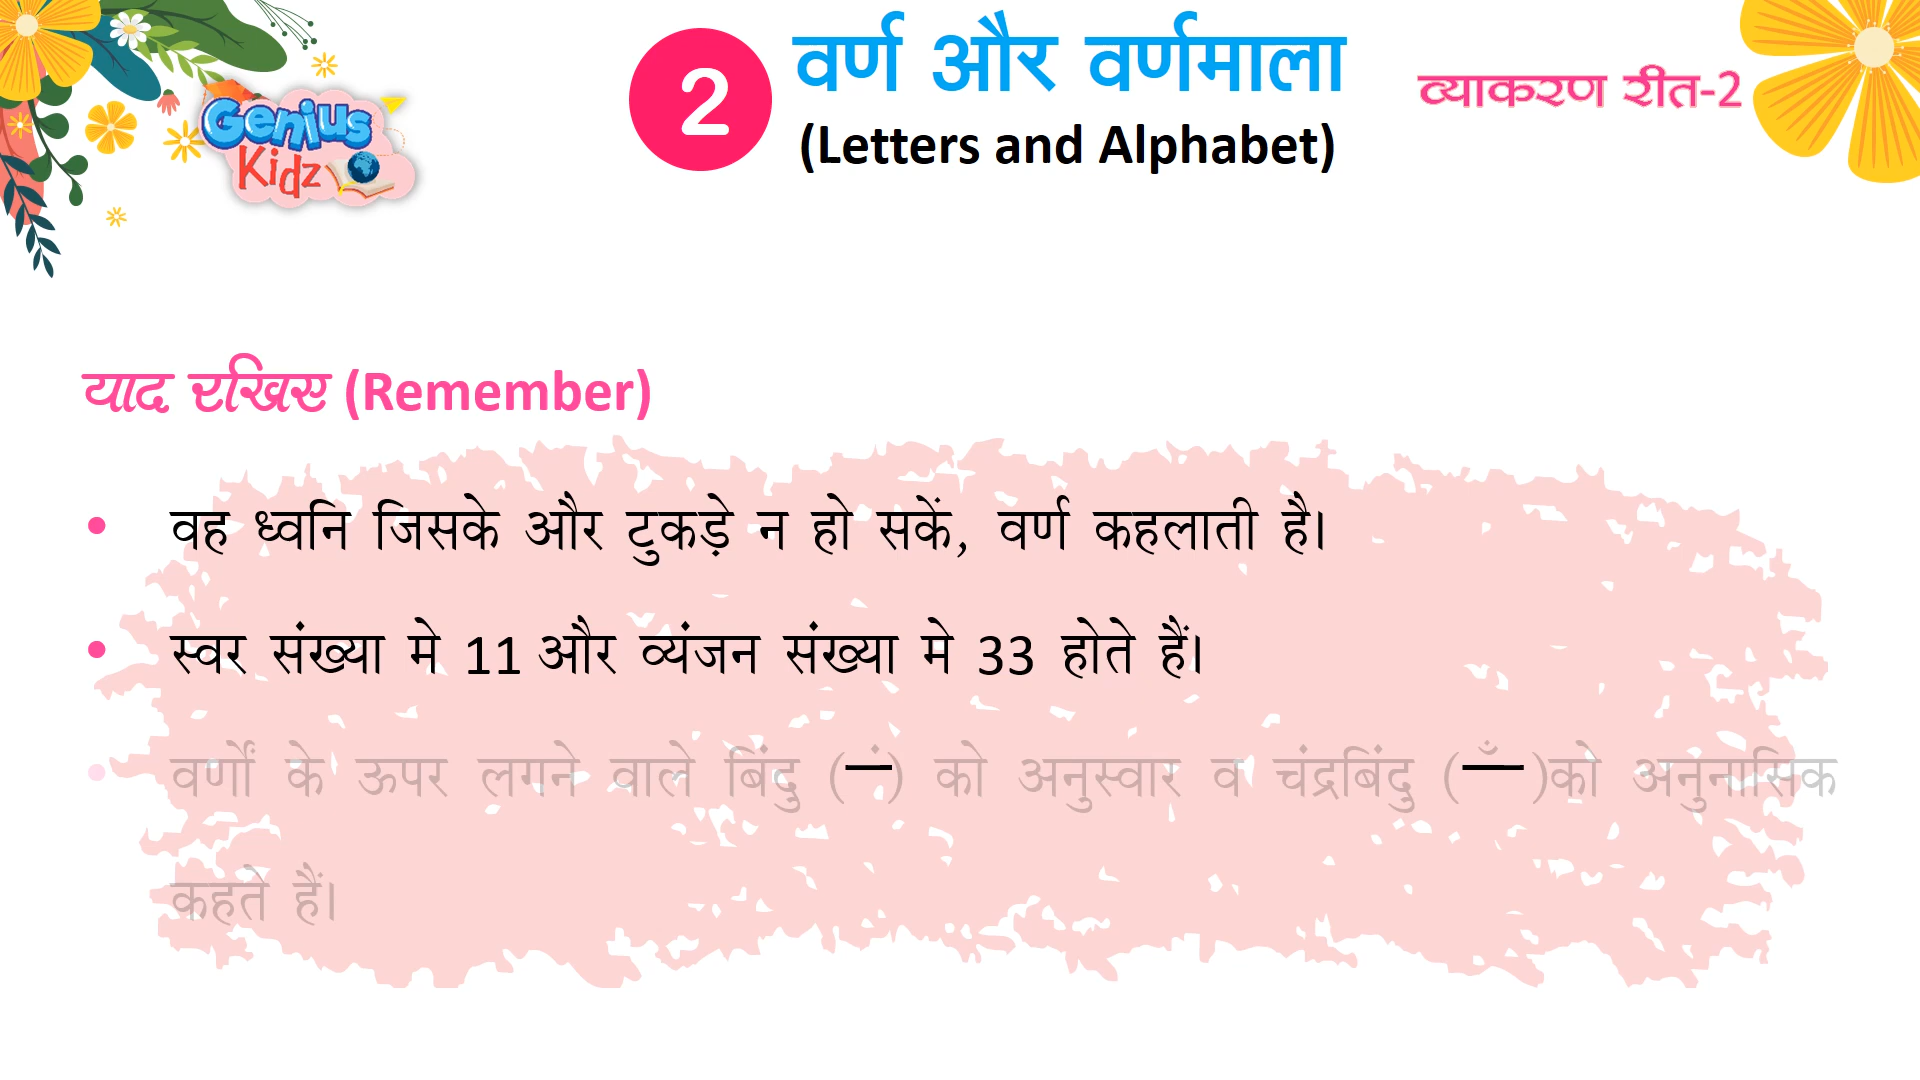 Genius
Kidz
2
वर्ण और वर्णमाला
(Letters and Alphabet)
व्याकरण रीत-2
याद रखिस (Remember)
• वह ध्वनि जिसके और टुकड़े न हो सकें, वर्ण कहलाती है।
• स्वर संख्या मे 11 और व्यंजन संख्या मे 33 होते हैं।
• वर्णों के ऊपर लगने वाले बिंदु (—ं) को अनुस्वार व चंद्रबिंदु (—ँ)को अनुनासिक
कहते हैं।